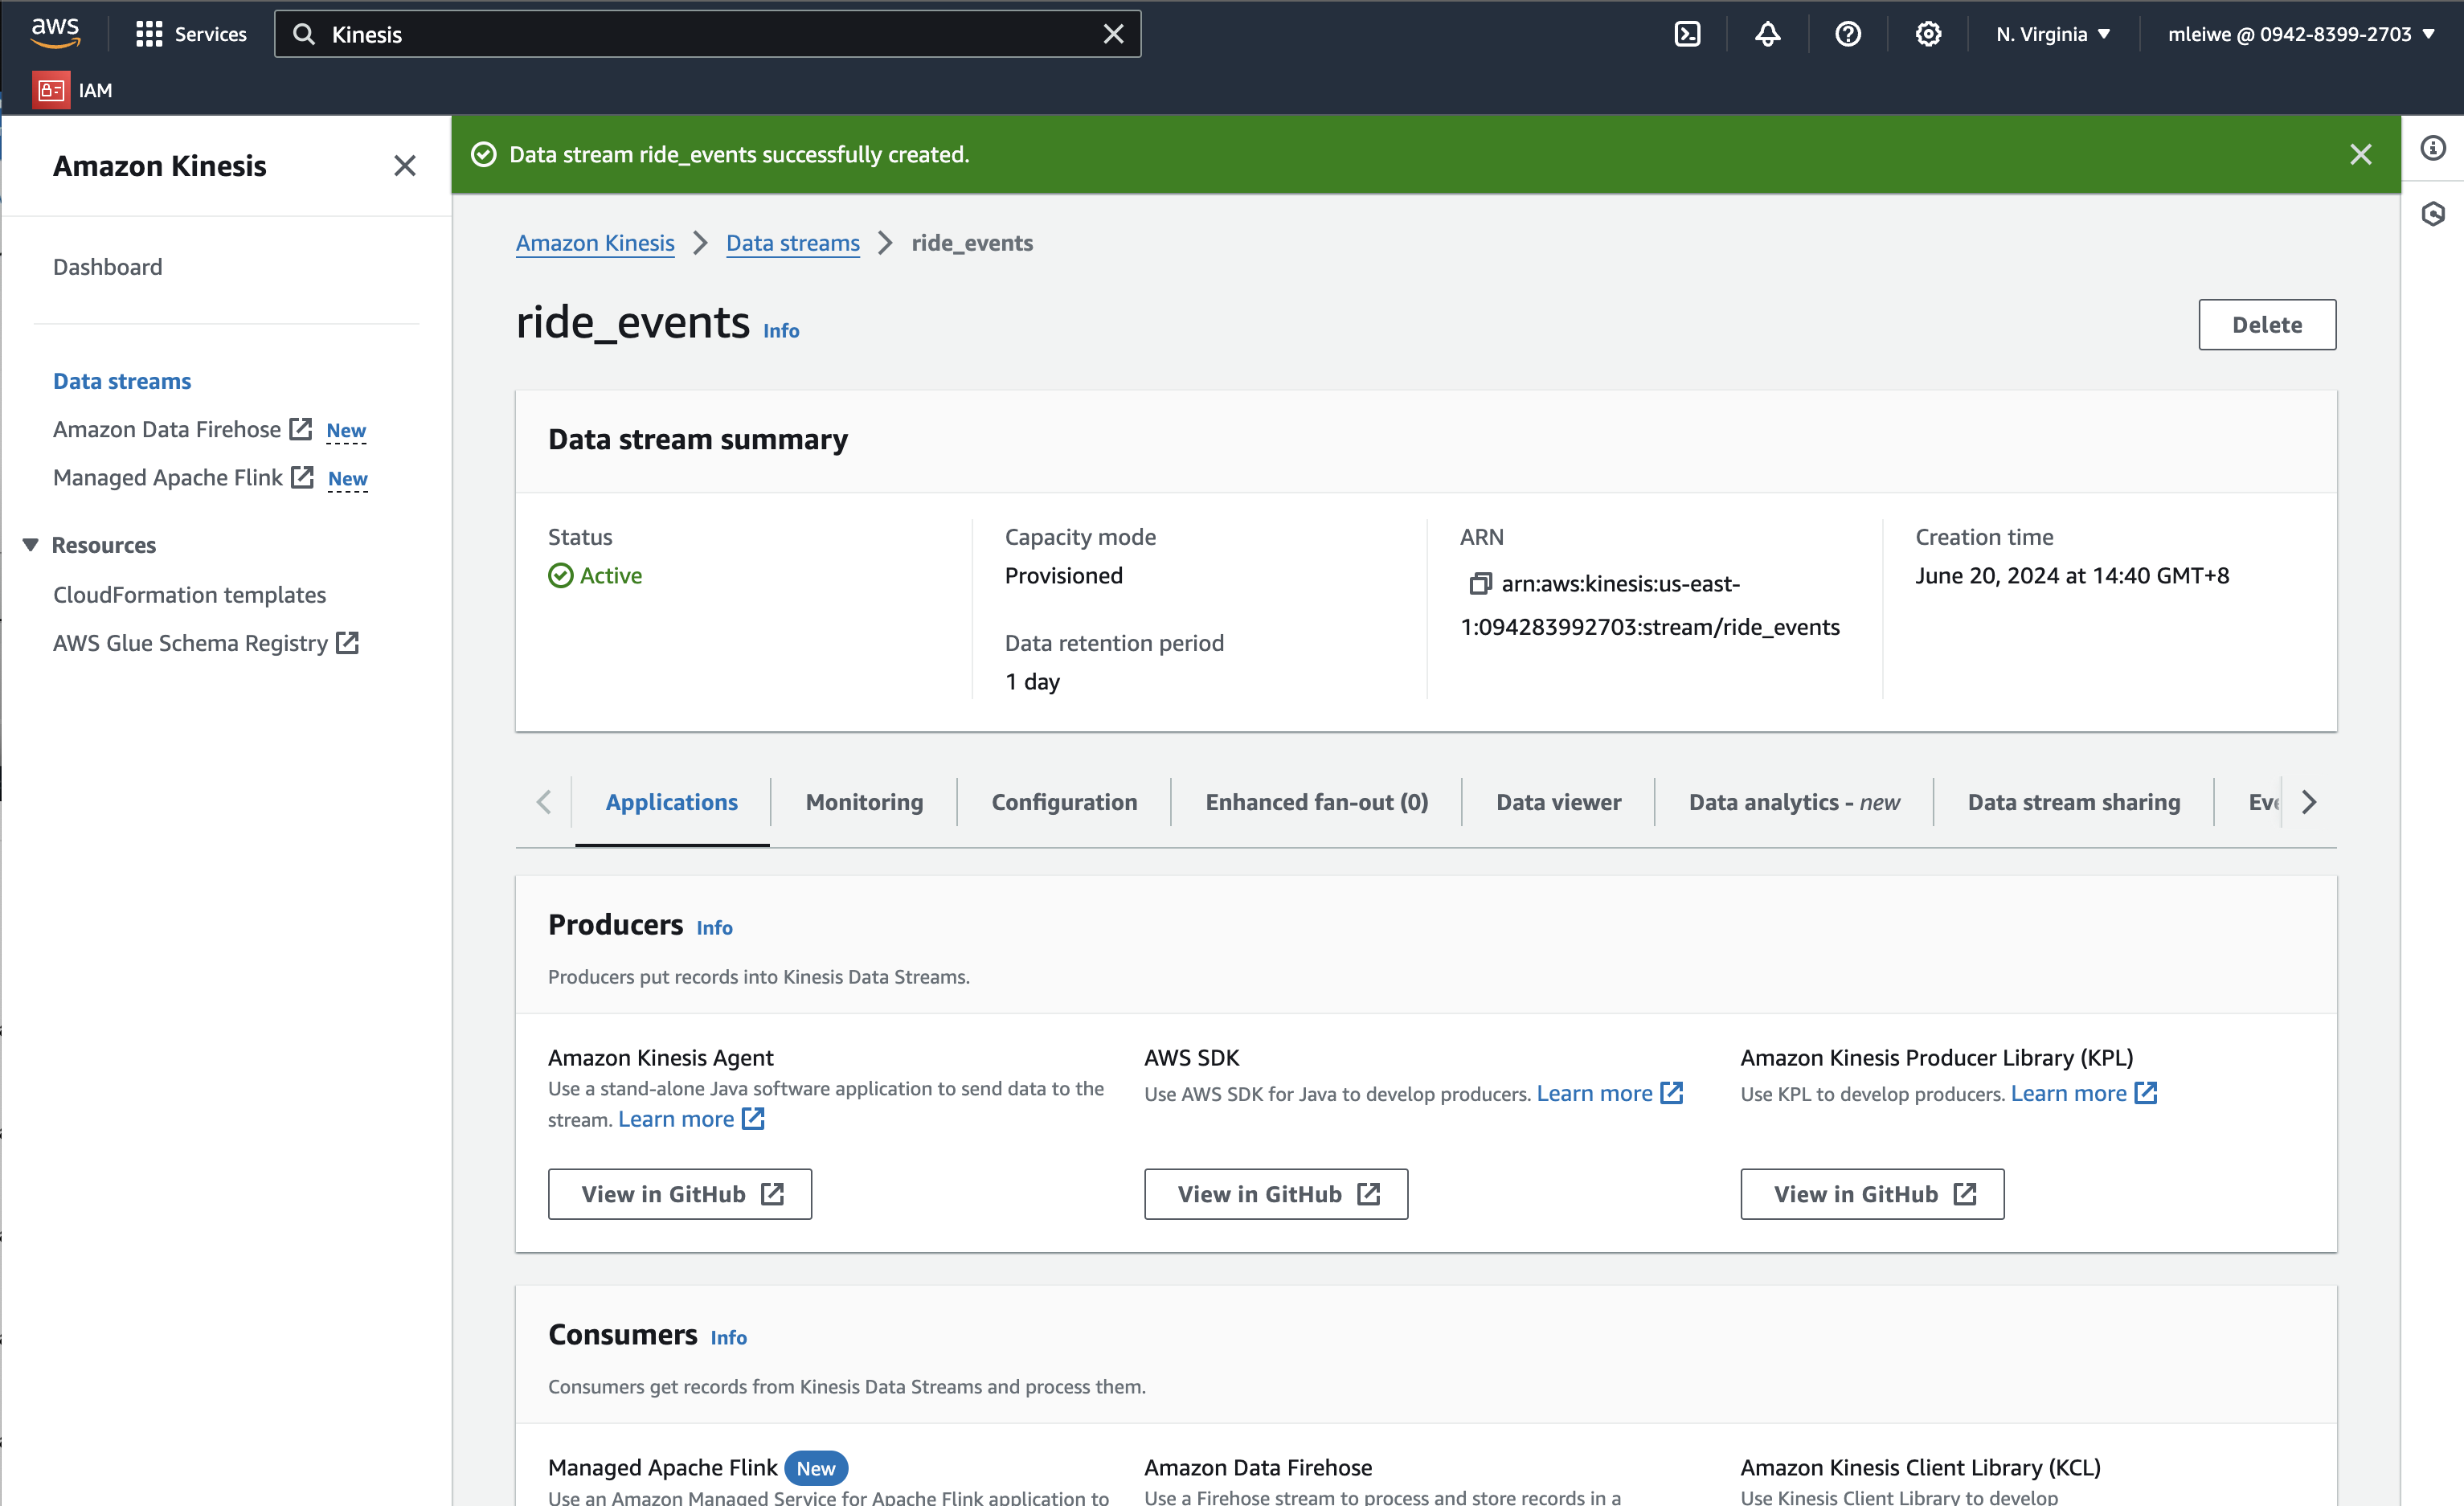 aws
Services
Kinesis
N. Virginia
mleiwe @ 0942-8399-2703
IAM
Amazon Kinesis
Dashboard
Data streams
Amazon Data Firehose New
Managed Apache Flink New
Resources
CloudFormation templates
AWS Glue Schema Registry
Data stream ride_events successfully created.
Amazon Kinesis > Data streams > ride_events
ride_events Info
Delete
Data stream summary
Status
Active
Capacity mode
Provisioned
Data retention period
1 day
ARN
arn:aws:kinesis:us-east-
1:094283992703:stream/ride_events
Creation time
June 20, 2024 at 14:40 GMT+8
Applications
Monitoring
Configuration
Enhanced fan-out (0)
Data viewer
Data analytics - new
Data stream sharing
Producers Info
Producers put records into Kinesis Data Streams.
Amazon Kinesis Agent
Use a stand-alone Java software application to send data to the
stream. Learn more
View in GitHub
AWS SDK
Use AWS SDK for Java to develop producers. Learn more
View in GitHub
Amazon Kinesis Producer Library (KPL)
Use KPL to develop producers. Learn more
View in GitHub
Consumers Info
Consumers get records from Kinesis Data Streams and process them.
Managed Apache Flink New
Use an Amazon Managed Service for Apache Flink application to
Amazon Data Firehose
Use a Firehose stream to process and store records in a
Amazon Kinesis Client Library (KCL)
Use Kinesis Client Library to develop